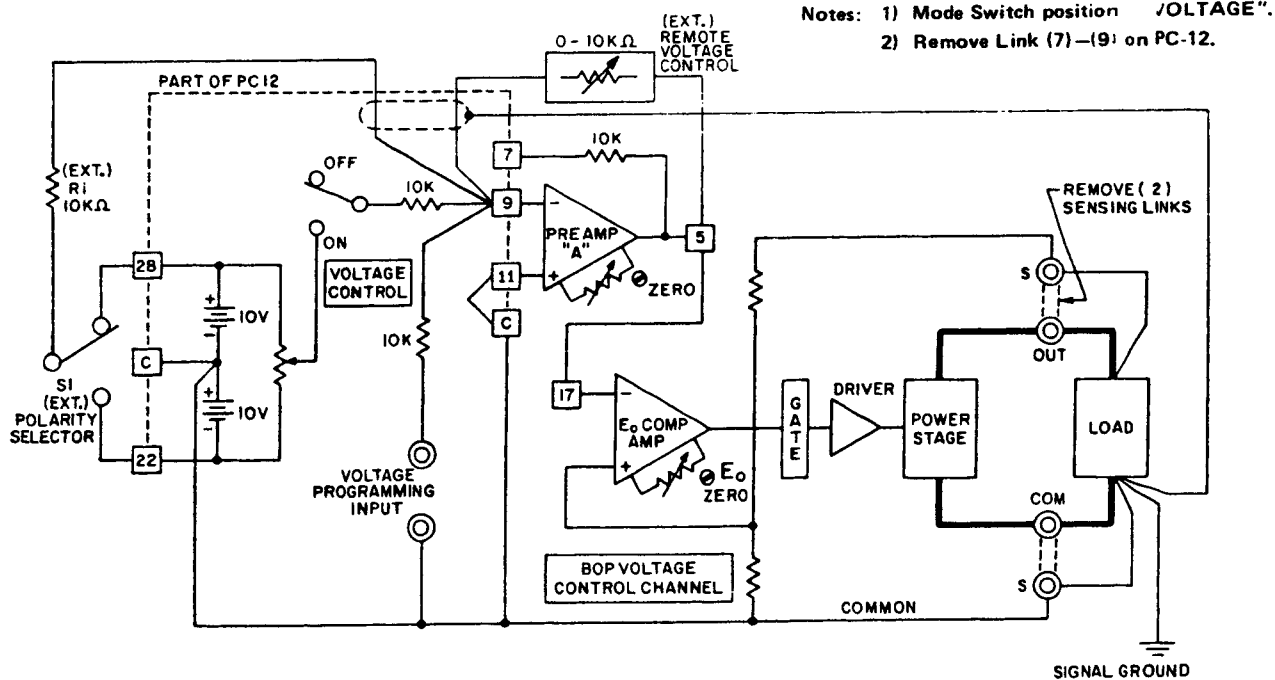 Notes: 1) Mode Switch position VOLTAGE".
2) Remove Link (7)—(9) on PC-12.
(EXT.)
REMOTE
VOLTAGE
CONTROL
0-10KΩ
PART OF PC12
7
10K
(EXT.)
Ri
10KΩ
OFF
10K
9
−
PREAMP
"A"
5
REMOVE (2)
SENSING LINKS
ON
11
+
ZERO
S
28
VOLTAGE
CONTROL
+
10V
−
C
10K
OUT
C
S1
(EXT.)
POLARITY
SELECTOR
+
10V
−
17
−
E₀ COMP
AMP
+
E₀
ZERO
GATE
DRIVER
POWER
STAGE
LOAD
22
VOLTAGE
PROGRAMMING
INPUT
COM
BOP VOLTAGE
CONTROL CHANNEL
S
COMMON
SIGNAL GROUND